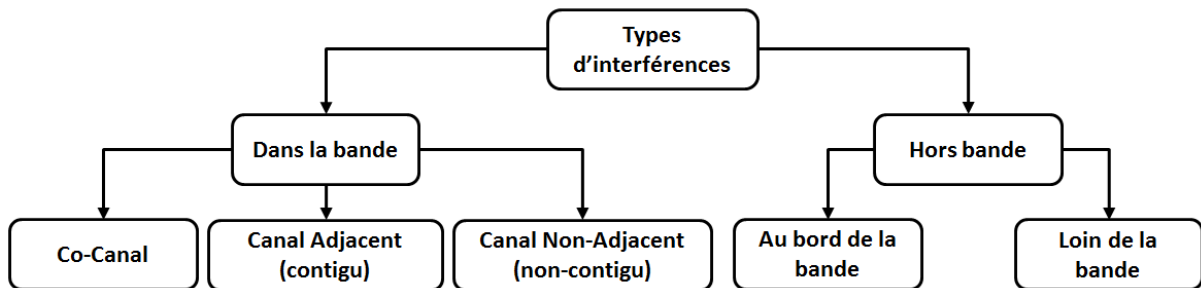 Types
d’interférences
Dans la bande
Hors bande
Co-Canal
Canal Adjacent
(contigu)
Canal Non-Adjacent
(non-contigu)
Au bord de la
bande
Loin de la
bande